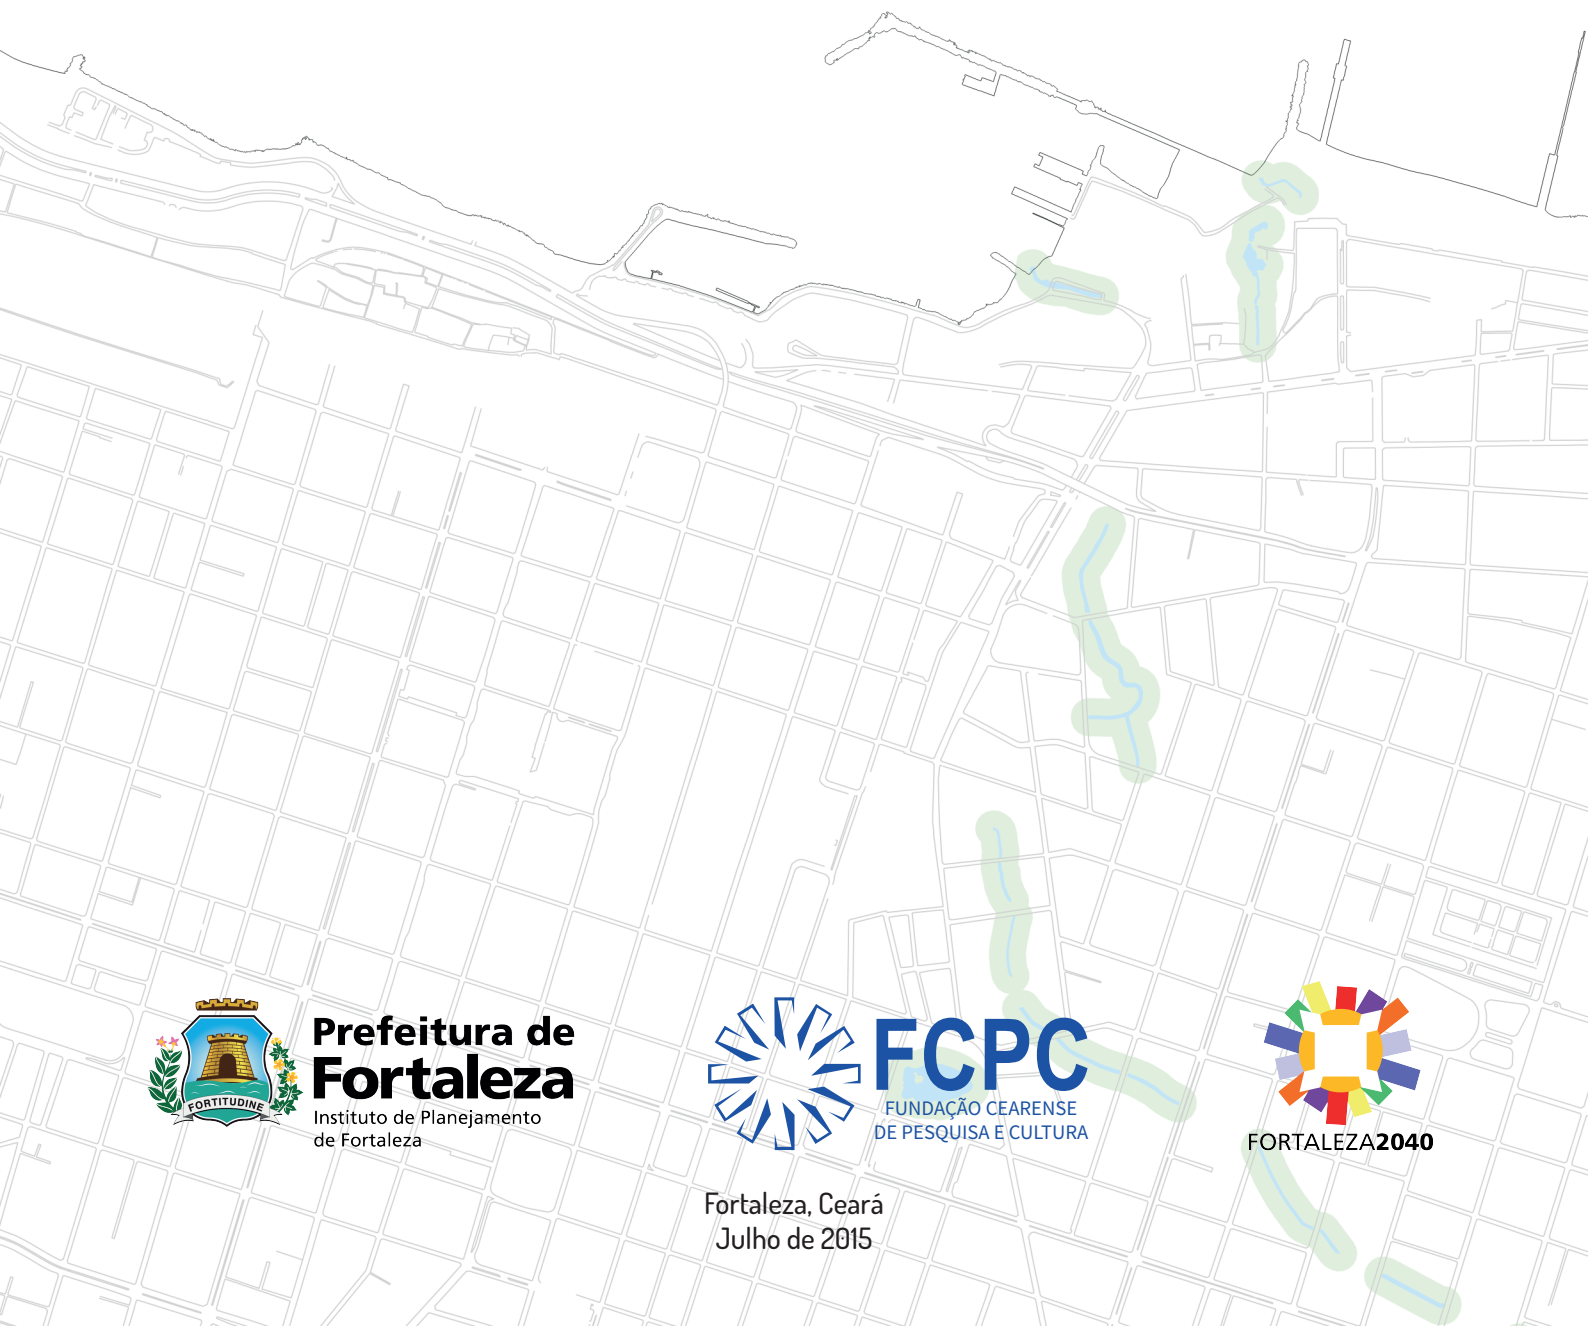 FORTITUDINE
Prefeitura de
Fortaleza
Instituto de Planejamento
de Fortaleza
FCPC
FUNDAÇÃO CEARENSE
DE PESQUISA E CULTURA
FORTALEZA2040
Fortaleza, Ceará
Julho de 2015